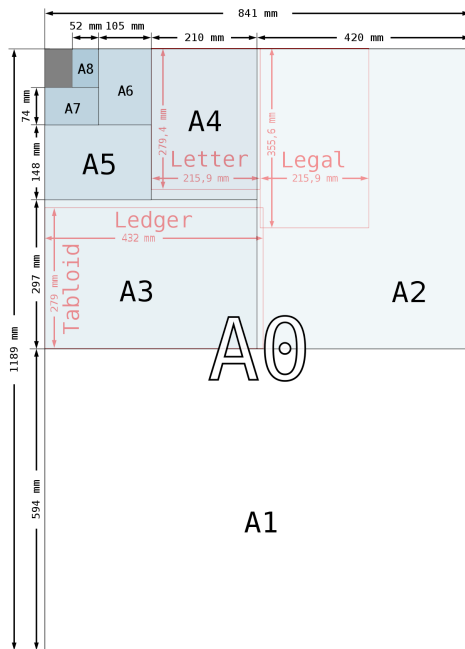 841 mm
52 mm
105 mm
210 mm
420 mm
A8
A6
A7
A4
A5
74 mm
148 mm
279,4 mm
355,6 mm
Letter
Legal
215,9 mm
215,9 mm
Ledger
432 mm
Tabloid
279 mm
297 mm
A3
A2
A0
1189 mm
594 mm
A1